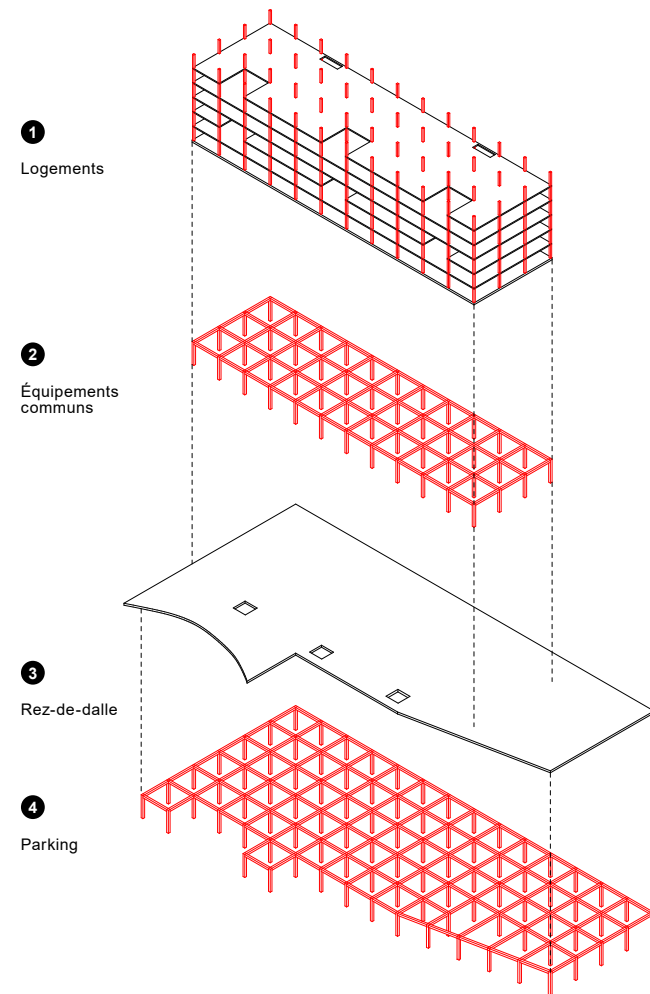 1
Logements
2
Équipements
communs
3
Rez-de-dalle
4
Parking